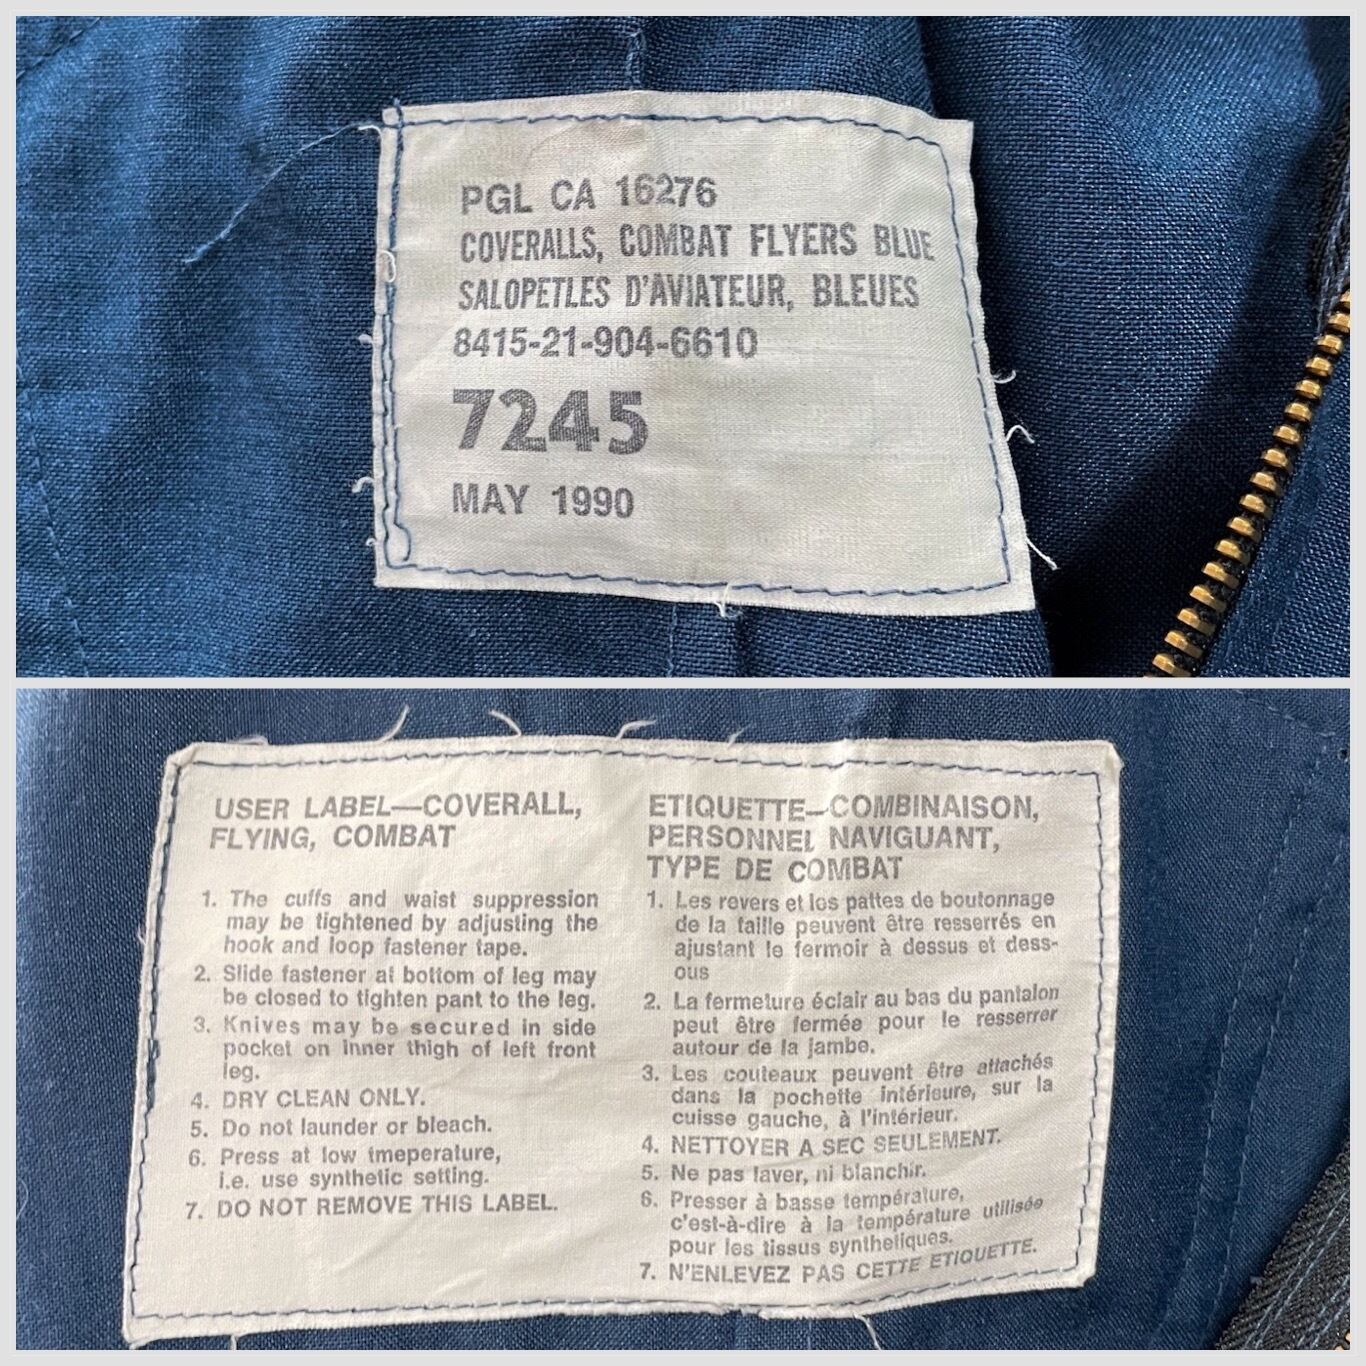 PGL CA 16276
COVERALLS, COMBAT FLYERS BLUE
SALOPETLES D'AVIATEUR, BLEUES
8415-21-904-6610
7245
MAY 1990
USER LABEL—COVERALL,
FLYING, COMBAT
1. The cuffs and waist suppression
may be tightened by adjusting the
hook and loop fastener tape.
2. Slide fastener at bottom of leg may
be closed to tighten pant to the leg.
3. Knives may be secured in side
pocket on inner thigh of left front
leg.
4. DRY CLEAN ONLY.
5. Do not launder or bleach.
6. Press at low tmeperature,
i.e. use synthetic setting.
7. DO NOT REMOVE THIS LABEL.
ETIQUETTE—COMBINAISON,
PERSONNEL NAVIGUANT,
TYPE DE COMBAT
1. Les revers et los pattes de boutonnage
de la taille peuvent être resserrés en
ajustant le fermoir à dessus et dess-
ous
2. La fermeture éclair au bas du pantalon
peut être fermée pour le resserrer
autour de la jambe.
3. Les couteaux peuvent être attachés
dans la pochette intérieure, sur la
cuisse gauche, à l'intérieur.
4. NETTOYER A SEC SEULEMENT.
5. Ne pas laver, ni blanchir.
6. Presser à basse température,
c'est-à-dire à la température utilisée
pour les tissus synthetiques.
7. N'ENLEVEZ PAS CETTE ETIQUETTE.